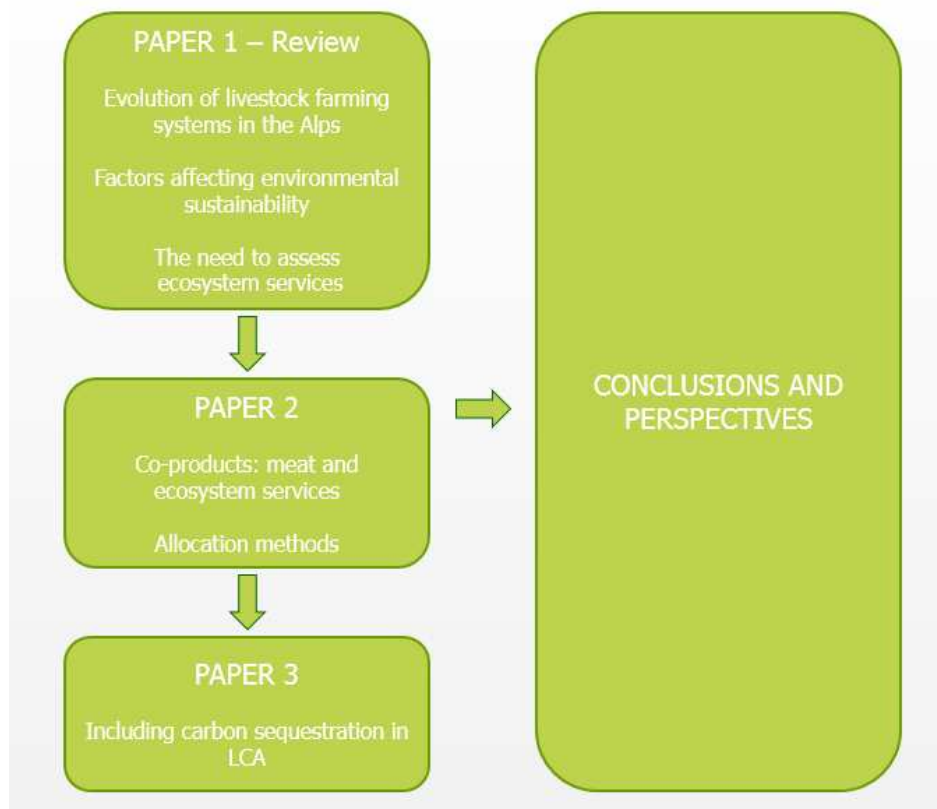 PAPER 1 – Review
Evolution of livestock farming
systems in the Alps
Factors affecting environmental
sustainability
The need to assess
ecosystem services
PAPER 2
Co-products: meat and
ecosystem services
Allocation methods
PAPER 3
Including carbon sequestration in
LCA
CONCLUSIONS AND
PERSPECTIVES